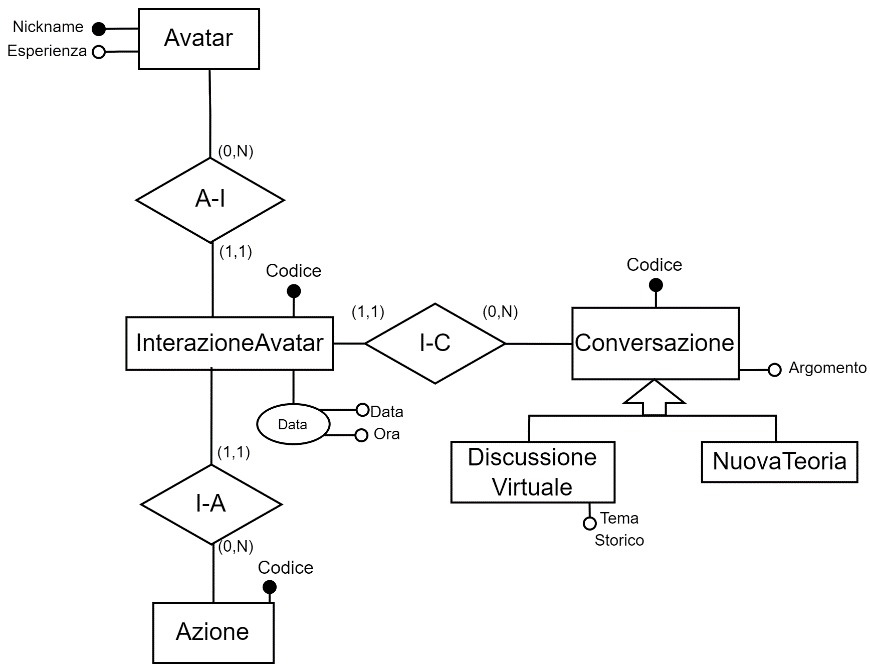 Nickname
Esperienza
Avatar
(0,N)
A-I
(1,1)
Codice
InterazioneAvatar
(1,1)
I-C
(0,N)
Codice
Conversazione
Argomento
Data
Data
Ora
Discussione
Virtuale
NuovaTeoria
Tema
Storico
(1,1)
I-A
(0,N)
Codice
Azione